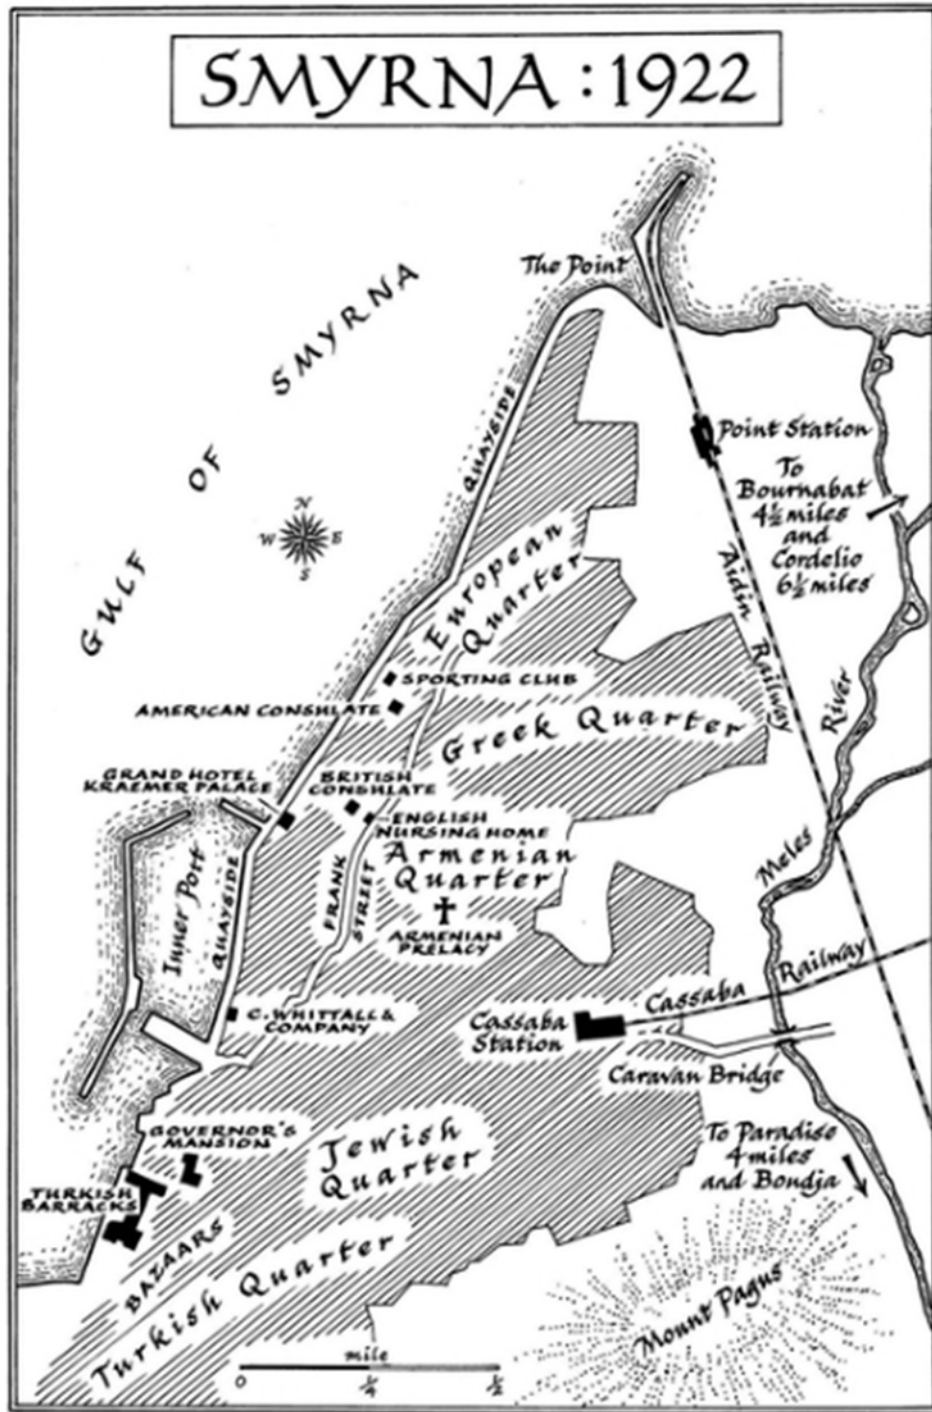 SMYRNA : 1922
The Point
GULF OF SMYRNA
QUAYSIDE
Point Station
To
Bournabat
4½ miles
and
Cordelio
6½ miles
N
W E
S
European
Quarter
Aidin Railway
SPORTING CLUB
AMERICAN CONSULATE
River Meles
Greek Quarter
GRAND HOTEL
KRAEMER PALACE
BRITISH
CONSULATE
ENGLISH
NURSING HOME
Armenian
Quarter
FRANK
STREET
Inner Port
QUAYSIDE
ARMENIAN
PRELACY
C. WHITTALL &
COMPANY
Cassaba
Station
Cassaba Railway
Caravan Bridge
GOVERNOR'S
MANSION
Jewish
Quarter
To Paradise
4 miles
and Bondja
TURKISH
BARRACKS
BAZAARS
Turkish Quarter
Mount Pagus
mile
0 ¼ ½